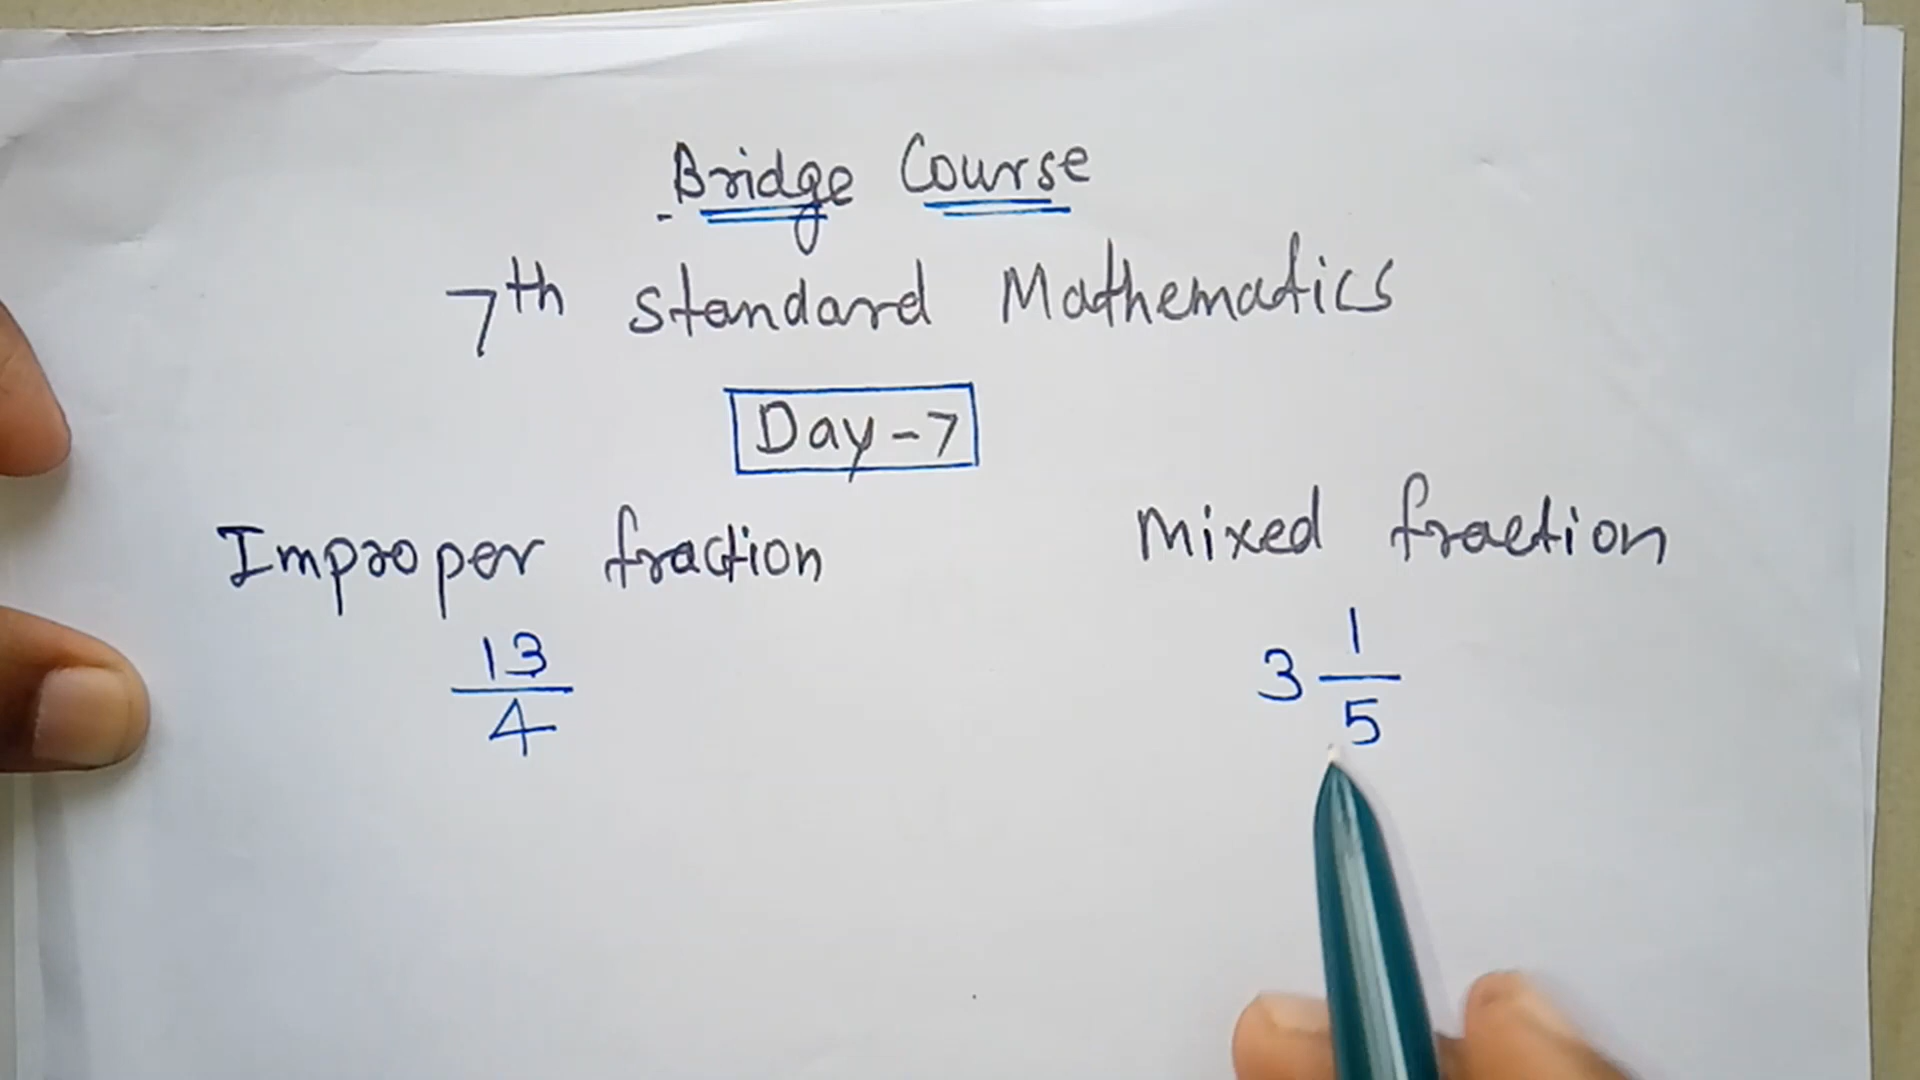 Bridge Course
7th standard Mathematics
Day-7
Improper fraction
Mixed fraction
13/4
3 1/5